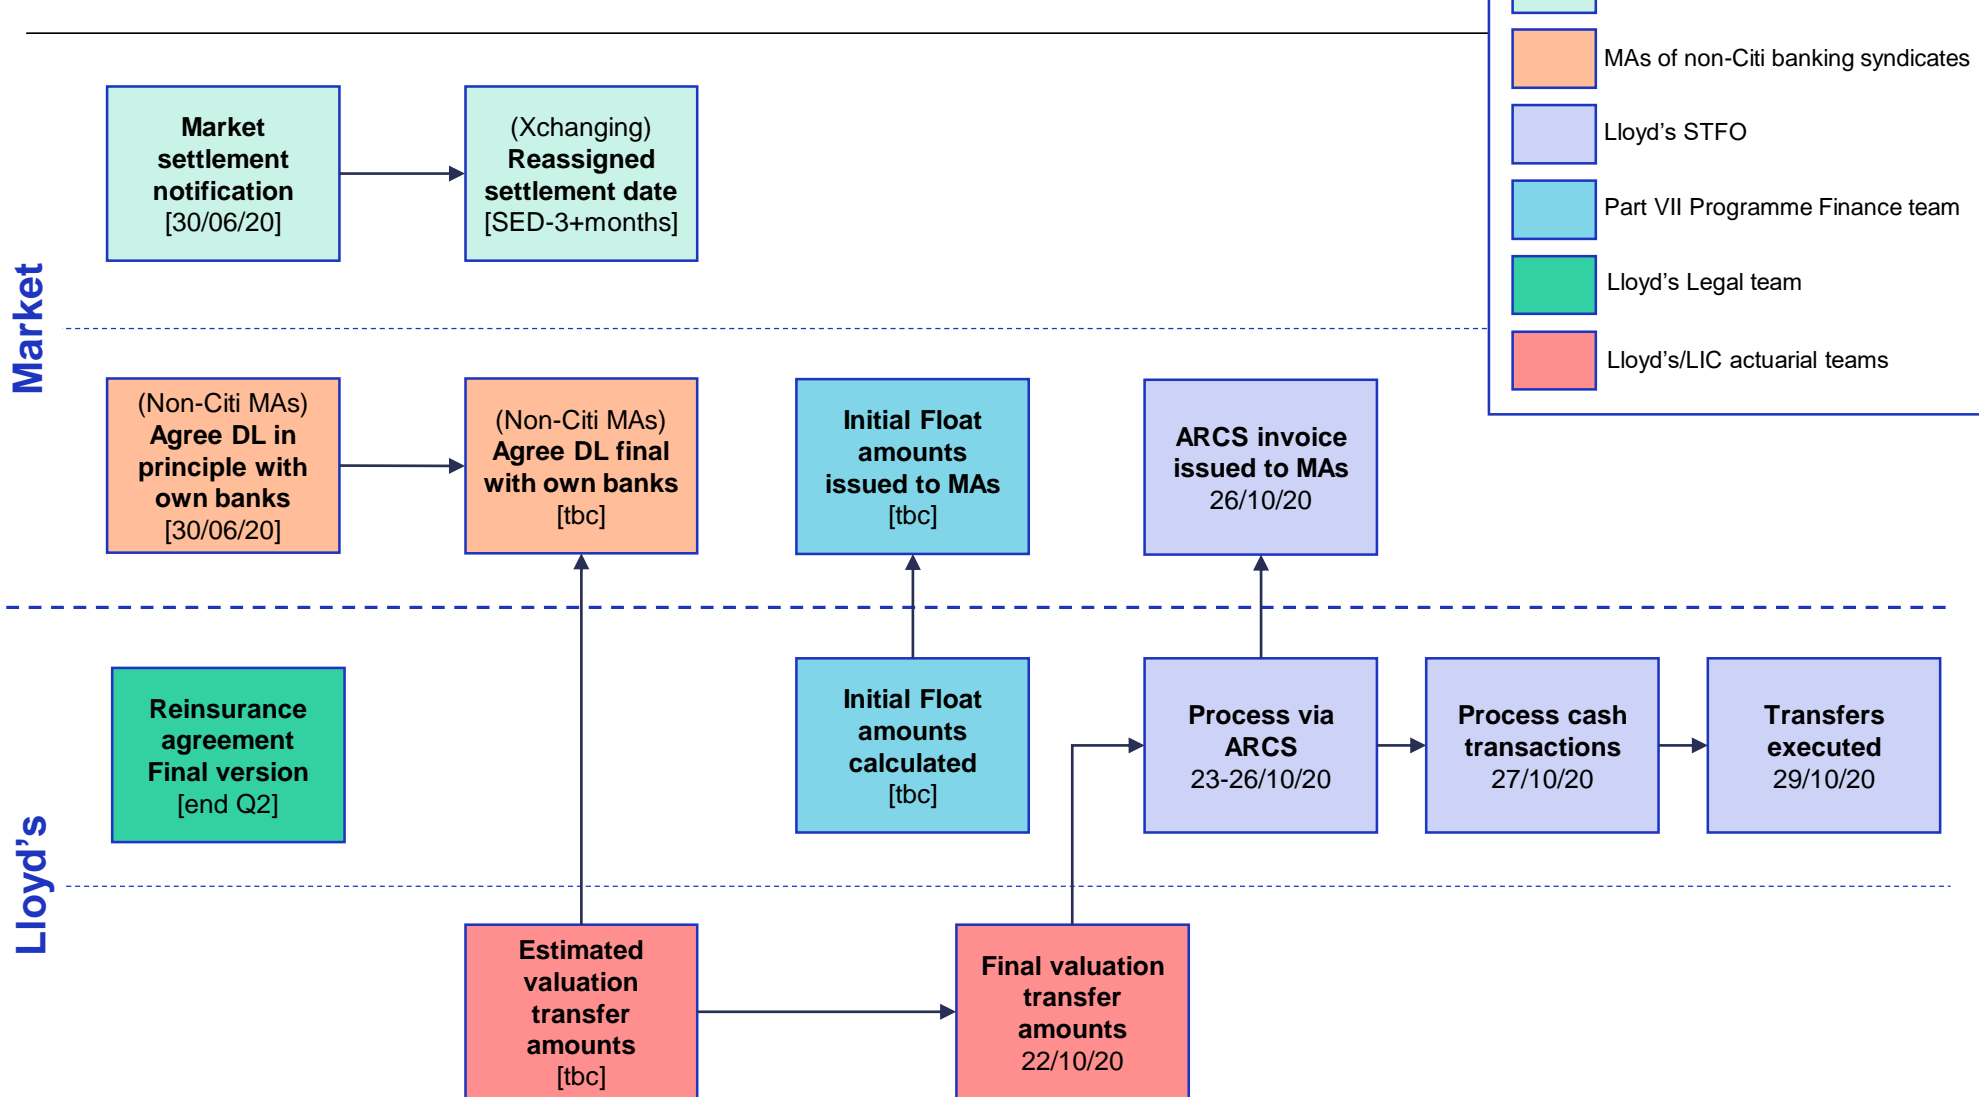 MAs of non-Citi banking syndicates
Lloyd's STFO
Part VII Programme Finance team
Lloyd's Legal team
Lloyd's/LIC actuarial teams
Market
Market
settlement
notification
[30/06/20]
(Xchanging)
Reassigned
settlement date
[SED-3+months]
(Non-Citi MAs)
Agree DL in
principle with
own banks
[30/06/20]
(Non-Citi MAs)
Agree DL final
with own banks
[tbc]
Initial Float
amounts
issued to MAs
[tbc]
ARCS invoice
issued to MAs
26/10/20
Lloyd's
Reinsurance
agreement
Final version
[end Q2]
Initial Float
amounts
calculated
[tbc]
Process via
ARCS
23-26/10/20
Process cash
transactions
27/10/20
Transfers
executed
29/10/20
Estimated
valuation
transfer
amounts
[tbc]
Final valuation
transfer
amounts
22/10/20